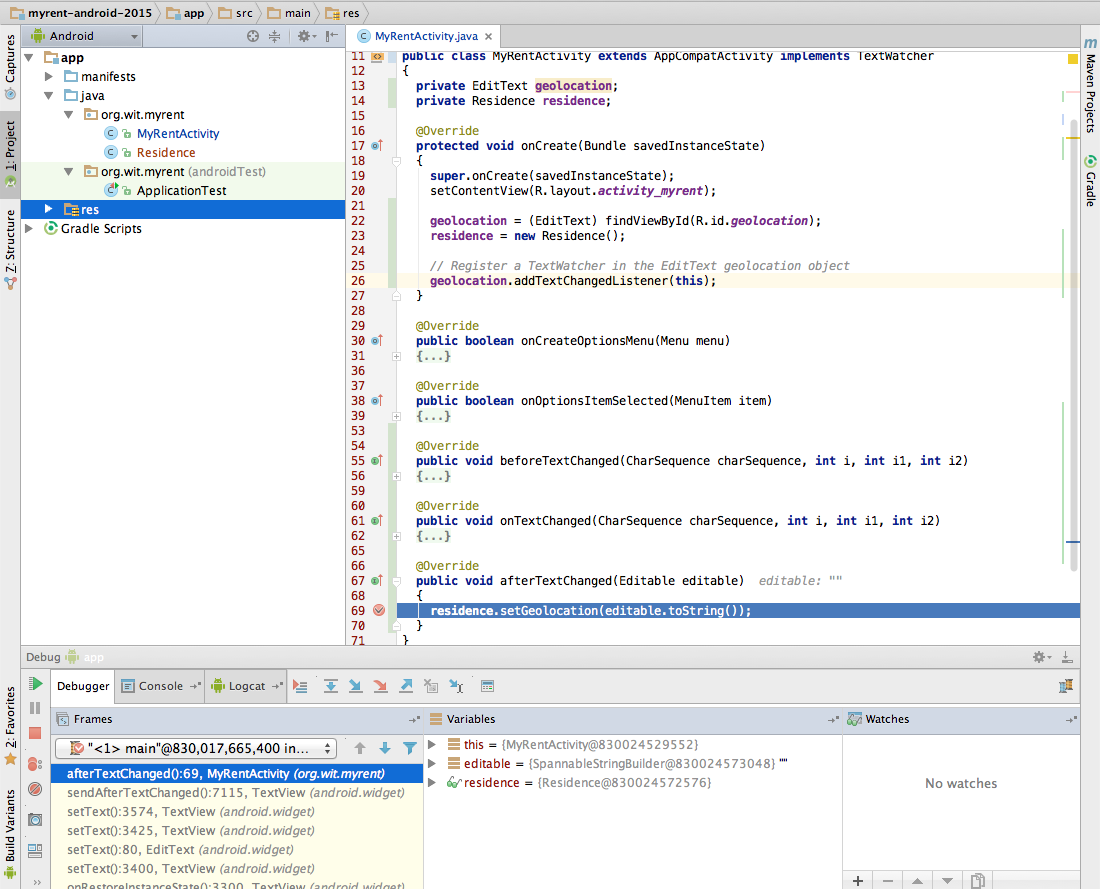 myrent-android-2015 app src main res
Android
MyRentActivity.java
app
manifests
java
org.wit.myrent
MyRentActivity
Residence
org.wit.myrent (androidTest)
ApplicationTest
res
Gradle Scripts
Captures
1: Project
Z: Structure
2: Favorites
Build Variants
11 public class MyRentActivity extends AppCompatActivity implements TextWatcher
12 {
13 private EditText geolocation;
14 private Residence residence;
15
16 @Override
17 protected void onCreate(Bundle savedInstanceState)
18 {
19 super.onCreate(savedInstanceState);
20 setContentView(R.layout.activity_myrent);
21
22 geolocation = (EditText) findViewById(R.id.geolocation);
23 residence = new Residence();
24
25 // Register a TextWatcher in the EditText geolocation object
26 geolocation.addTextChangedListener(this);
27 }
28
29 @Override
30 public boolean onCreateOptionsMenu(Menu menu)
31 {...}
36
37 @Override
38 public boolean onOptionsItemSelected(MenuItem item)
39 {...}
53
54 @Override
55 public void beforeTextChanged(CharSequence charSequence, int i, int i1, int i2)
56 {...}
59
60 @Override
61 public void onTextChanged(CharSequence charSequence, int i, int i1, int i2)
62 {...}
65
66 @Override
67 public void afterTextChanged(Editable editable) editable: ""
68 {
69 residence.setGeolocation(editable.toString());
70 }
71 }
m Maven Projects
Gradle
Debug app
Debugger Console Logcat
Frames
"<1> main"@830,017,665,400 in...
afterTextChanged():69, MyRentActivity (org.wit.myrent)
sendAfterTextChanged():7115, TextView (android.widget)
setText():3574, TextView (android.widget)
setText():3425, TextView (android.widget)
setText():80, EditText (android.widget)
setText():3400, TextView (android.widget)
onRestoreInstanceState():3300, TextView (android.widget)
Variables
this = {MyRentActivity@830024529552}
editable = {SpannableStringBuilder@830024573048} ""
residence = {Residence@830024572576}
Watches
No watches